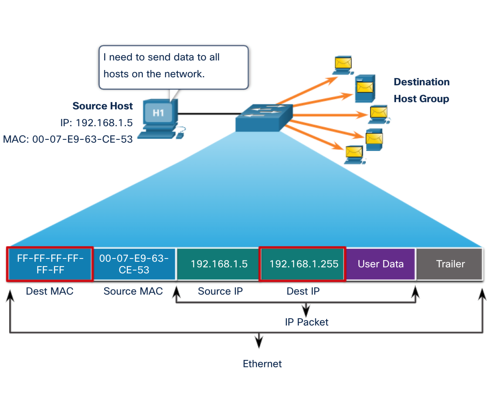 I need to send data to all
hosts on the network.
Source Host
IP: 192.168.1.5
MAC: 00-07-E9-63-CE-53
H1
Destination
Host Group
FF-FF-FF-FF-
FF-FF
00-07-E9-63-
CE-53
192.168.1.5
192.168.1.255
User Data
Trailer
Dest MAC
Source MAC
Source IP
Dest IP
IP Packet
Ethernet